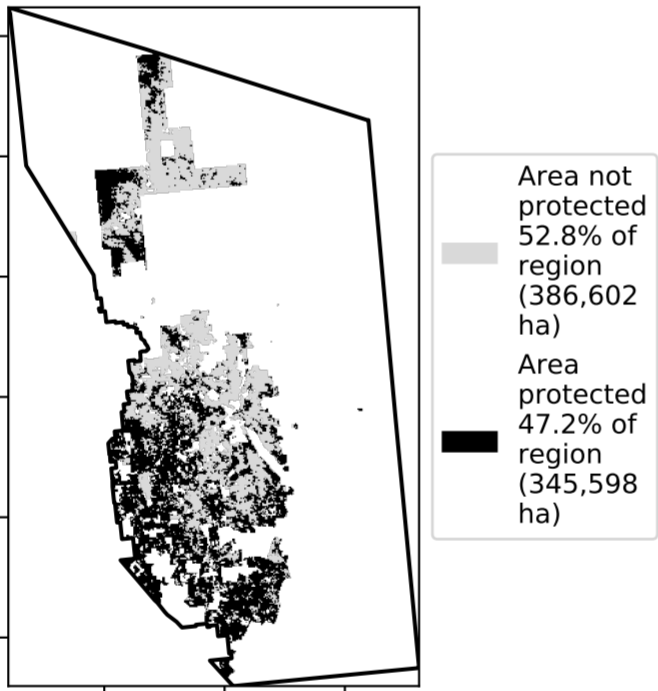 Area not
protected
52.8% of
region
(386,602
ha)
Area
protected
47.2% of
region
(345,598
ha)